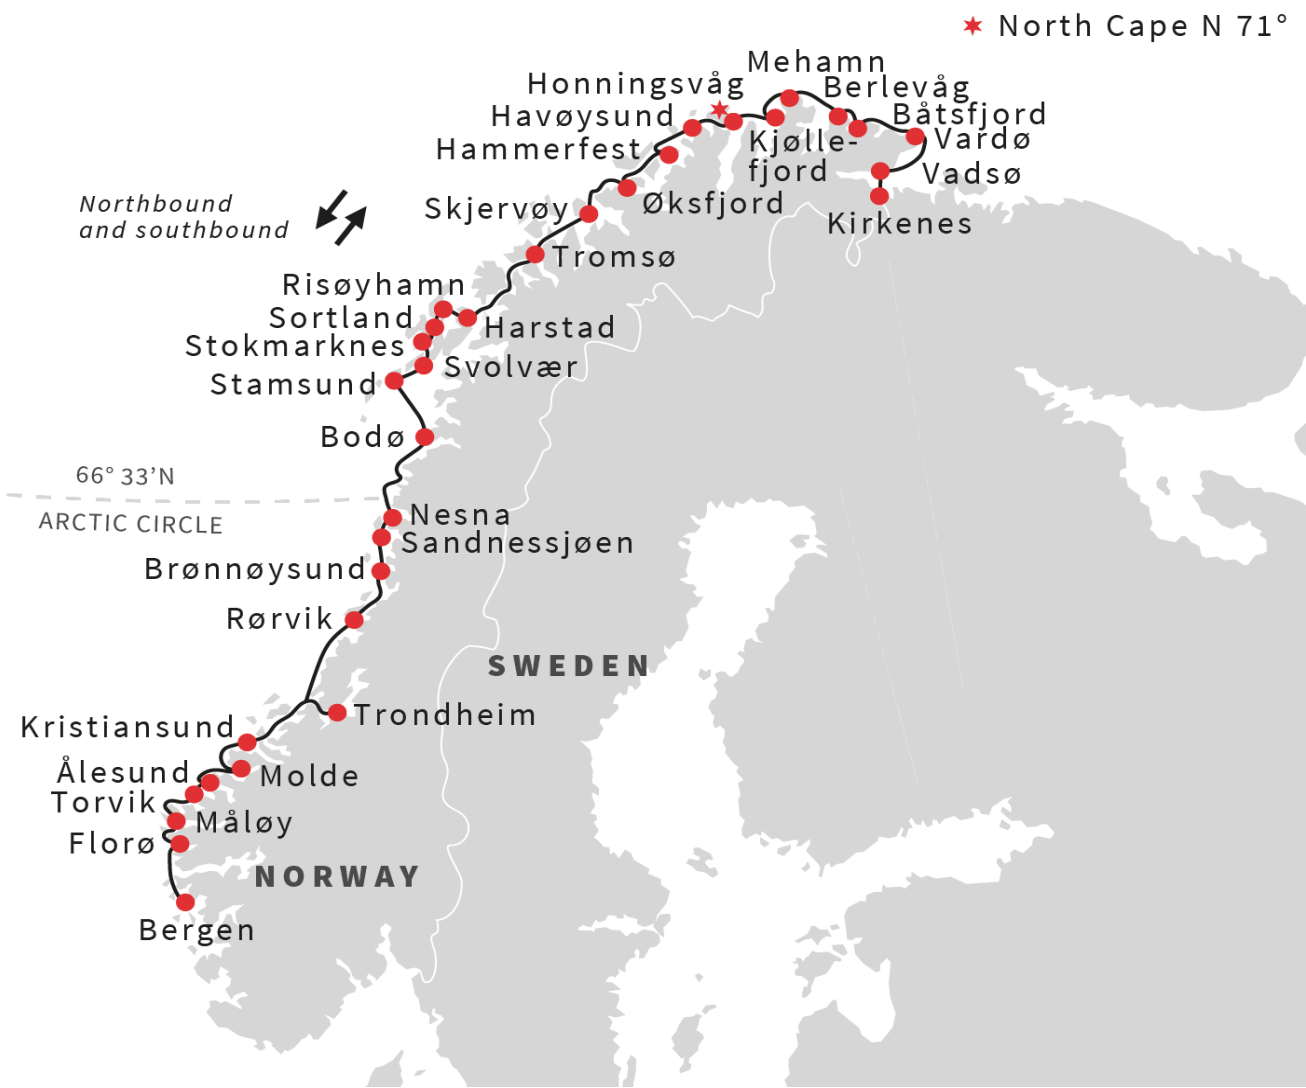 North Cape N 71°
Mehamn
Honningsvåg
Berlevåg
Havøysund
Båtsfjord
Kjølle-
fjord
Vardø
Hammerfest
Vadsø
Northbound
and southbound
Skjervøy
Øksfjord
Kirkenes
Tromsø
Risøyhamn
Sortland
Harstad
Stokmarknes
Svolvær
Stamsund
Bodø
66° 33’N
ARCTIC CIRCLE
Nesna
Sandnessjøen
Brønnøysund
Rørvik
SWEDEN
Trondheim
Kristiansund
Ålesund
Molde
Torvik
Måløy
Florø
NORWAY
Bergen